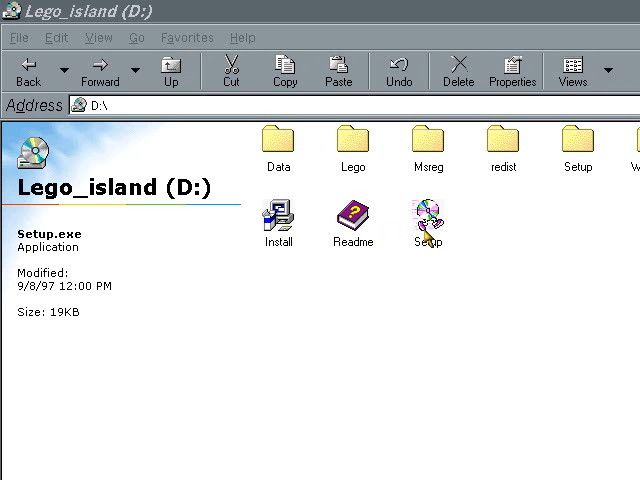 Lego_island (D:)
File Edit View Go Favorites Help
Back Forward Up Cut Copy Paste Undo Delete Properties Views
Address D:\
Lego_island (D:)
Setup.exe
Application
Modified:
9/8/97 12:00 PM
Size: 19KB
Data Lego Msreg redist Setup
Install Readme Setup